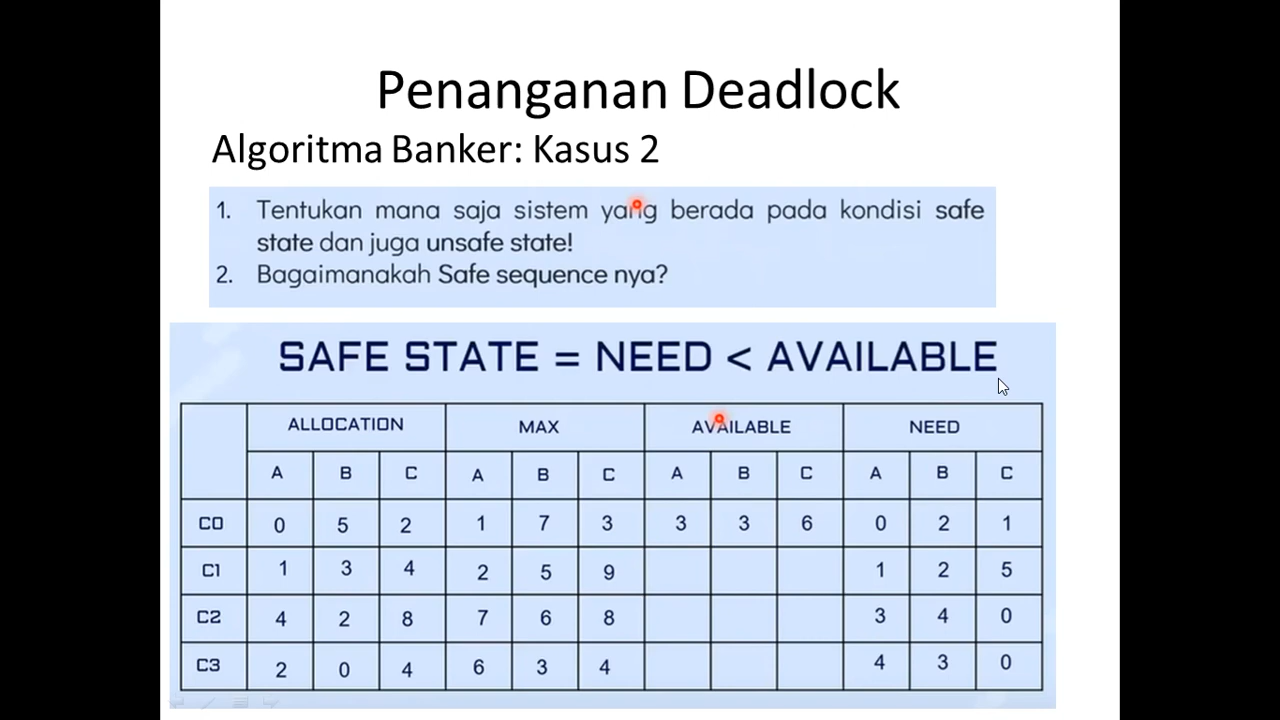 Penanganan Deadlock
Algoritma Banker: Kasus 2
1. Tentukan mana saja sistem yang berada pada kondisi safe
state dan juga unsafe state!
2. Bagaimanakah Safe sequence nya?
SAFE STATE = NEED < AVAILABLE
ALLOCATION MAX AVAILABLE NEED
A B C A B C A B C A B C
C0 0 5 2 1 7 3 3 3 6 0 2 1
C1 1 3 4 2 5 9 1 2 5
C2 4 2 8 7 6 8 3 4 0
C3 2 0 4 6 3 4 4 3 0